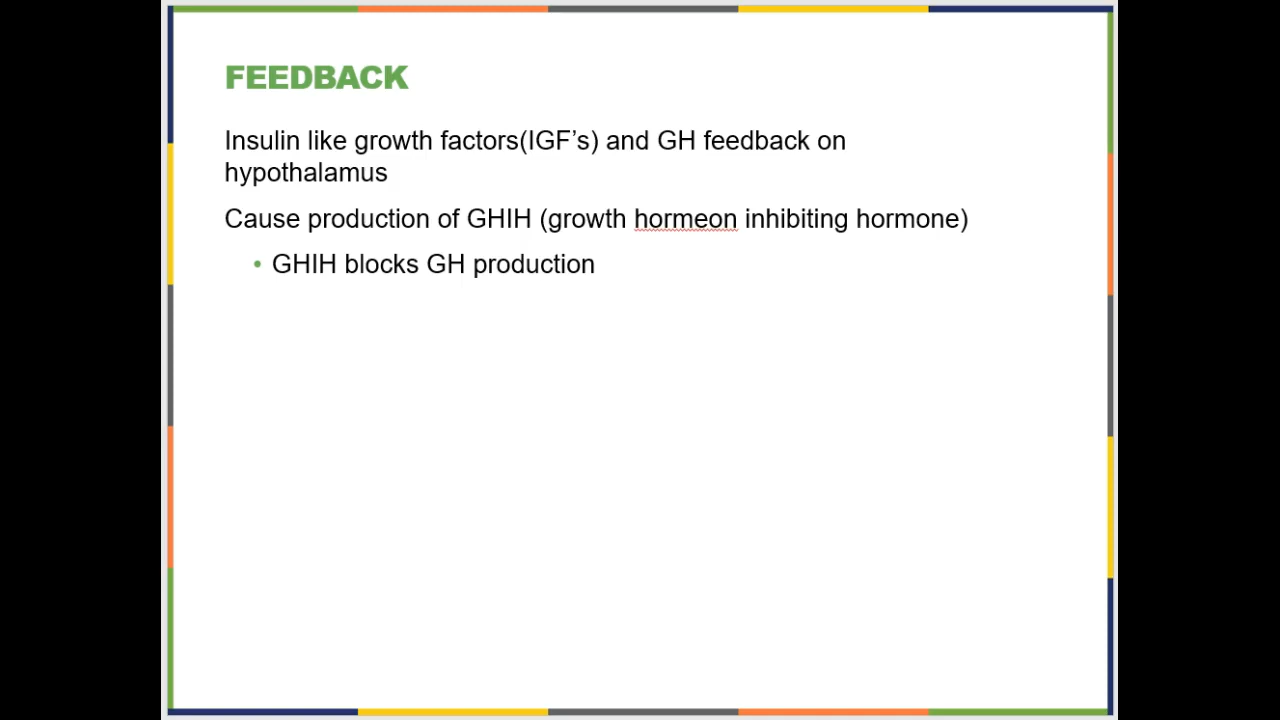 FEEDBACK
Insulin like growth factors(IGF’s) and GH feedback on
hypothalamus
Cause production of GHIH (growth hormeon inhibiting hormone)
• GHIH blocks GH production